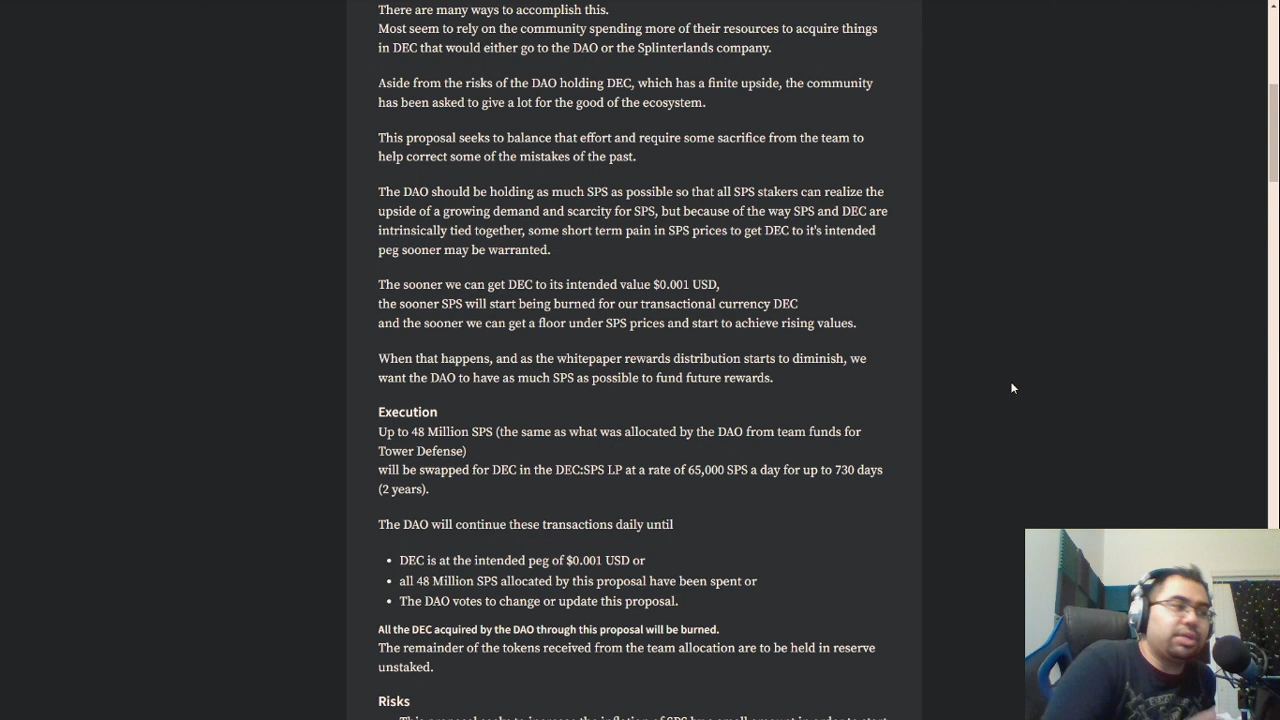 There are many ways to accomplish this.
Most seem to rely on the community spending more of their resources to acquire things
in DEC that would either go to the DAO or the Splinterlands company.
Aside from the risks of the DAO holding DEC, which has a finite upside, the community
has been asked to give a lot for the good of the ecosystem.
This proposal seeks to balance that effort and require some sacrifice from the team to
help correct some of the mistakes of the past.
The DAO should be holding as much SPS as possible so that all SPS stakers can realize the
upside of a growing demand and scarcity for SPS, but because of the way SPS and DEC are
intrinsically tied together, some short term pain in SPS prices to get DEC to it's intended
peg sooner may be warranted.
The sooner we can get DEC to its intended value $0.001 USD,
the sooner SPS will start being burned for our transactional currency DEC
and the sooner we can get a floor under SPS prices and start to achieve rising values.
When that happens, and as the whitepaper rewards distribution starts to diminish, we
want the DAO to have as much SPS as possible to fund future rewards.
Execution
Up to 48 Million SPS (the same as what was allocated by the DAO from team funds for
Tower Defense)
will be swapped for DEC in the DEC:SPS LP at a rate of 65,000 SPS a day for up to 730 days
(2 years).
The DAO will continue these transactions daily until
• DEC is at the intended peg of $0.001 USD or
• all 48 Million SPS allocated by this proposal have been spent or
• The DAO votes to change or update this proposal.
All the DEC acquired by the DAO through this proposal will be burned.
The remainder of the tokens received from the team allocation are to be held in reserve
unstaked.
Risks
• This proposal seeks to increase the inflation of SPS by a small amount in order to start